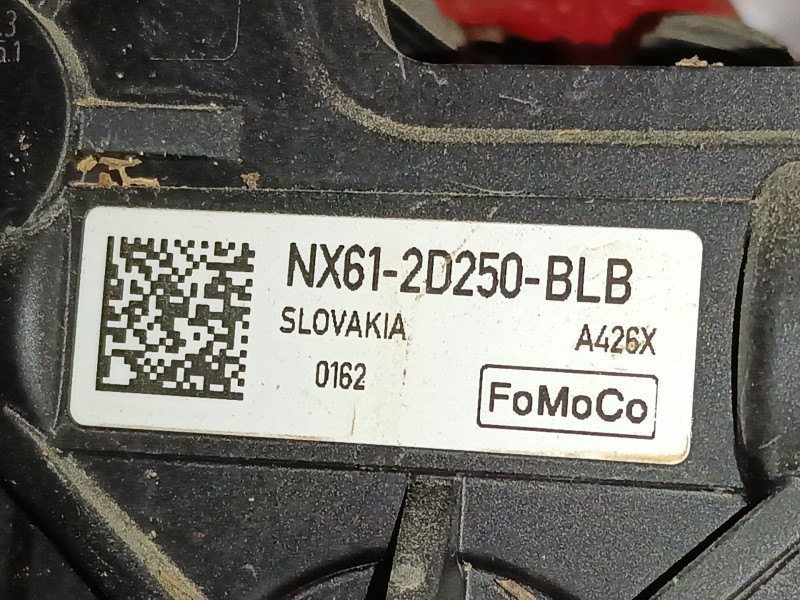 NX61-2D250-BLB
SLOVAKIA
A426X
0162
FoMoCo